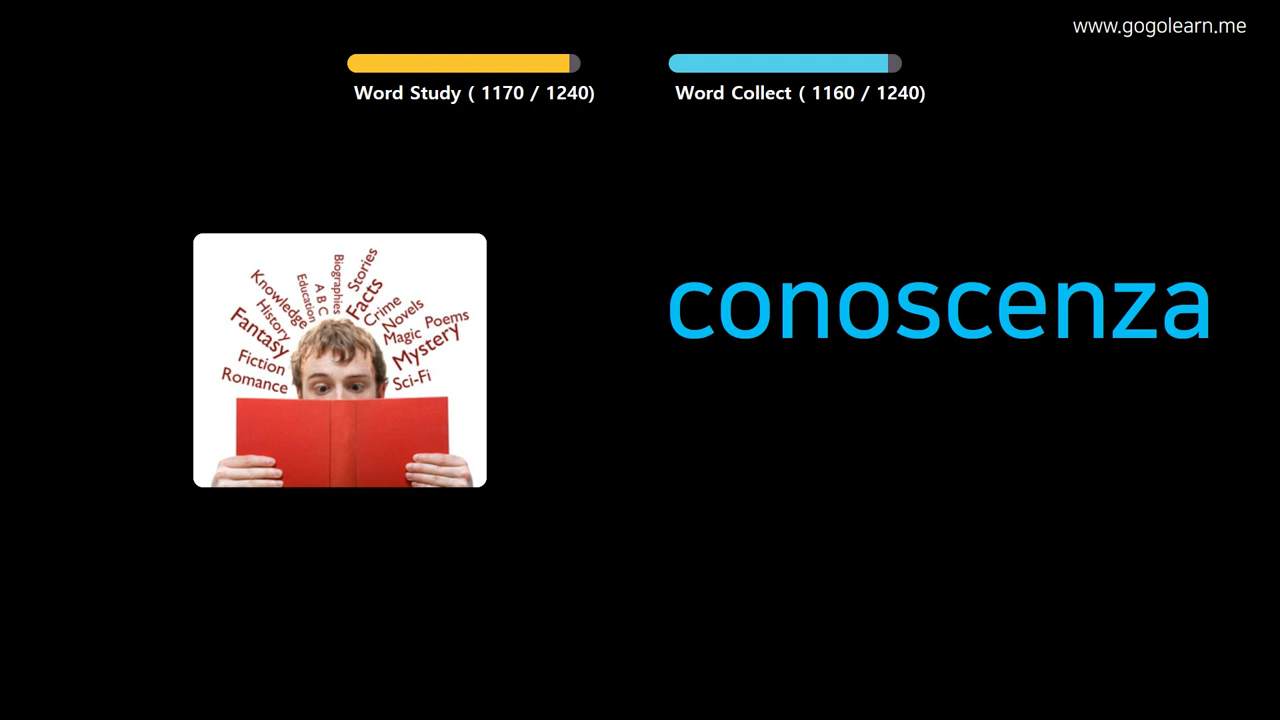 www.gogolearn.me
Word Study ( 1170 / 1240)
Word Collect ( 1160 / 1240)
conoscenza
Knowledge
History
Fantasy
Fiction
Romance
Education
A B C
Biographies
Stories
Facts
Crime
Novels
Magic
Poems
Mystery
Sci-Fi